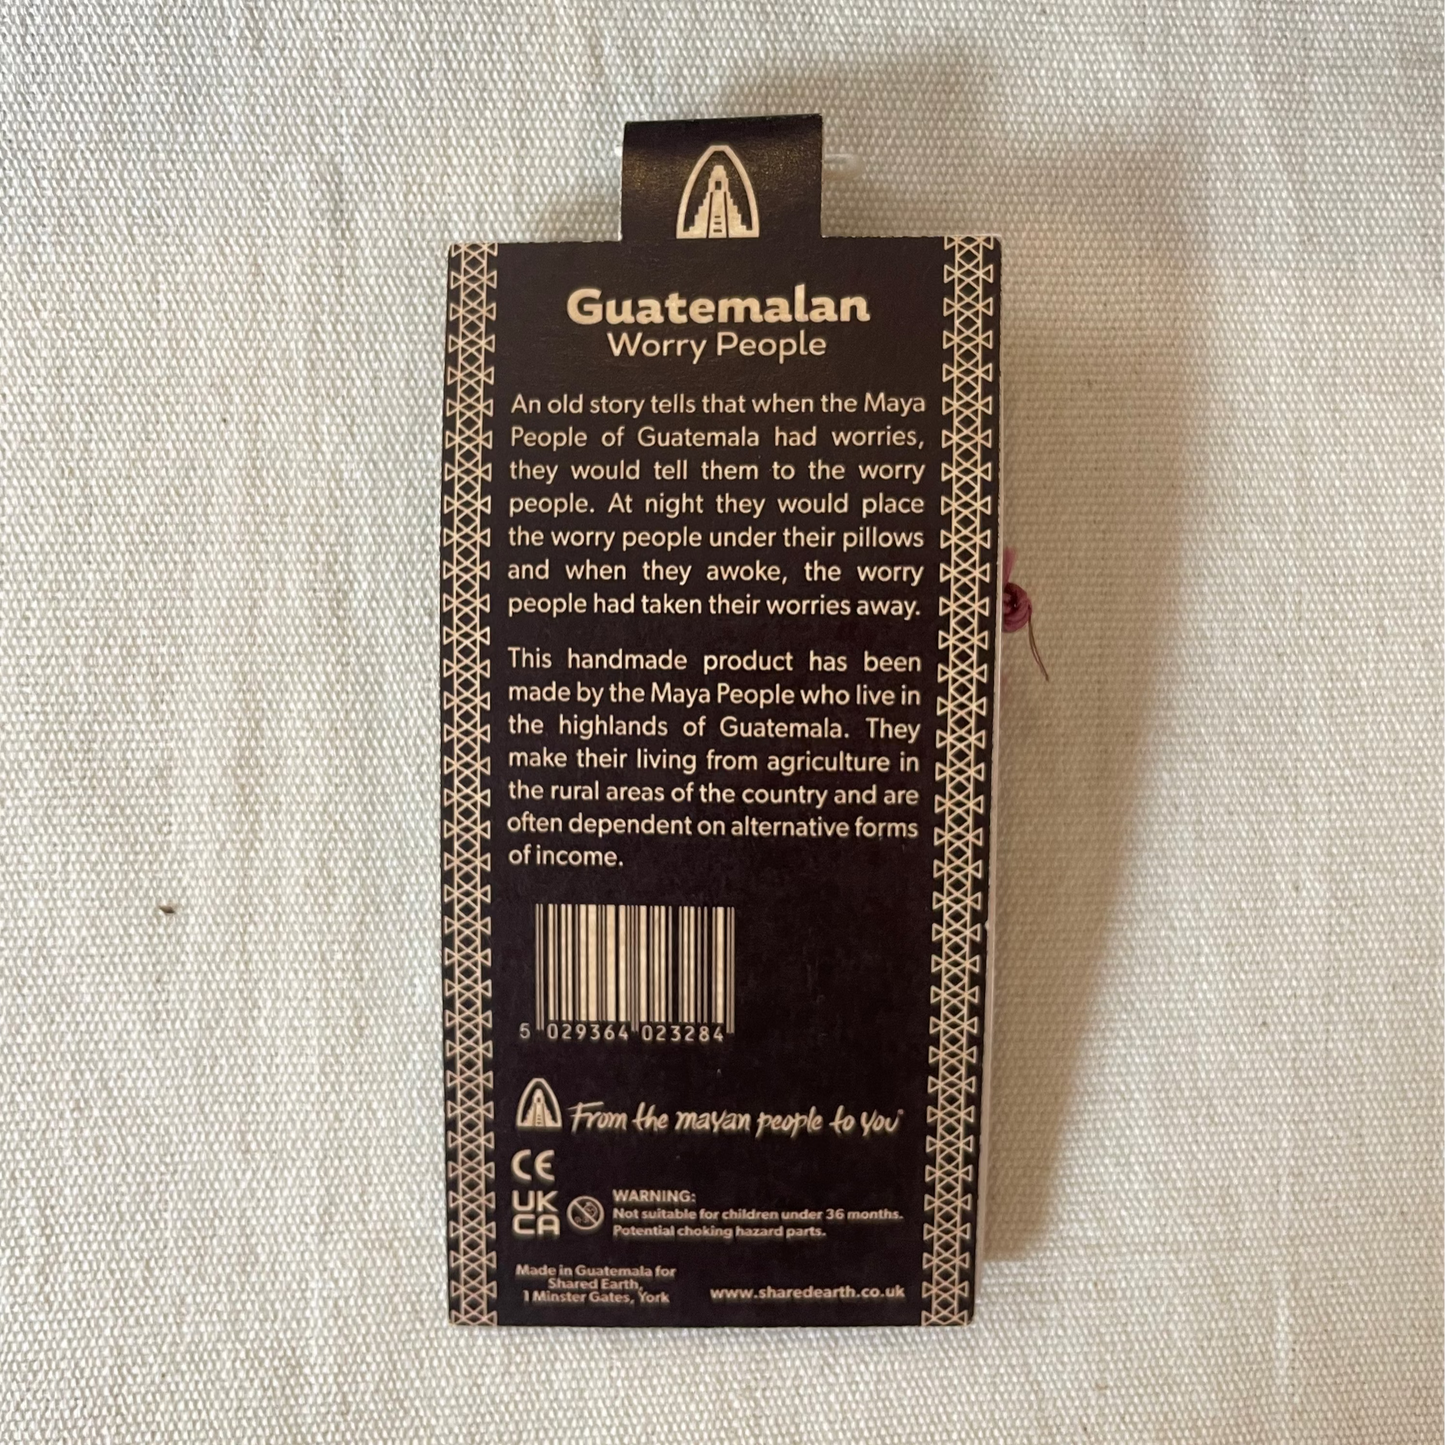 Guatemalan
Worry People
An old story tells that when the Maya
People of Guatemala had worries,
they would tell them to the worry
people. At night they would place
the worry people under their pillows
and when they awoke, the worry
people had taken their worries away.
This handmade product has been
made by the Maya People who live in
the highlands of Guatemala. They
make their living from agriculture in
the rural areas of the country and are
often dependent on alternative forms
of income.
5 029364 023284
From the mayan people to you
CE
UK
CA
WARNING:
Not suitable for children under 36 months.
Potential choking hazard parts.
Made in Guatemala for
Shared Earth,
1 Minster Gates, York
www.sharedearth.co.uk